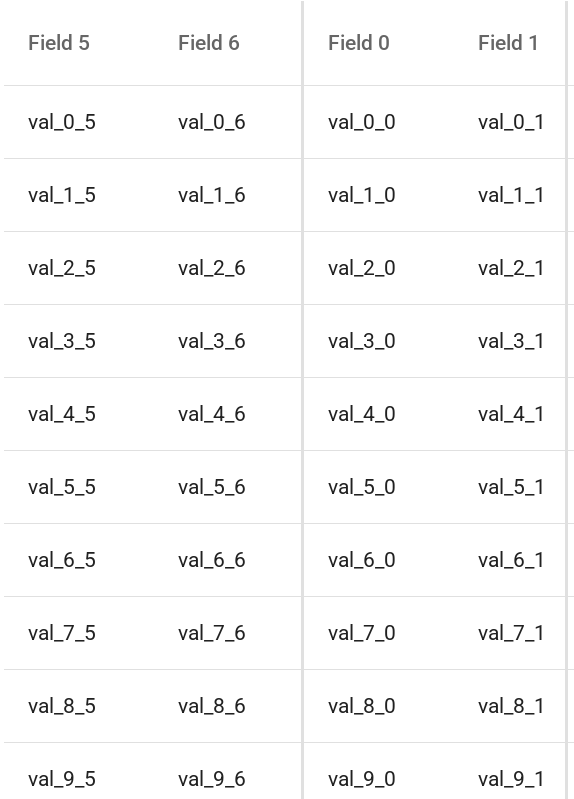 Field 5 Field 6 Field 0 Field 1
val_0_5 val_0_6 val_0_0 val_0_1
val_1_5 val_1_6 val_1_0 val_1_1
val_2_5 val_2_6 val_2_0 val_2_1
val_3_5 val_3_6 val_3_0 val_3_1
val_4_5 val_4_6 val_4_0 val_4_1
val_5_5 val_5_6 val_5_0 val_5_1
val_6_5 val_6_6 val_6_0 val_6_1
val_7_5 val_7_6 val_7_0 val_7_1
val_8_5 val_8_6 val_8_0 val_8_1
val_9_5 val_9_6 val_9_0 val_9_1